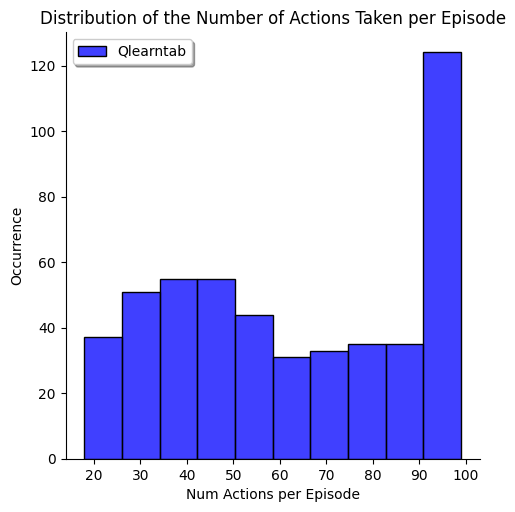 Distribution of the Number of Actions Taken per Episode
Qlearntab
120
100
80
60
40
20
0
Occurrence
20 30 40 50 60 70 80 90 100
Num Actions per Episode